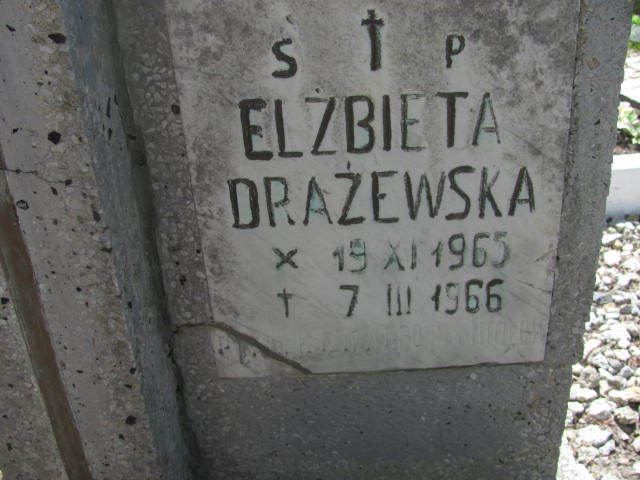 Ś † P
ELŻBIETA
DRAŻEWSKA
× 19 XI 1965
† 7 III 1966